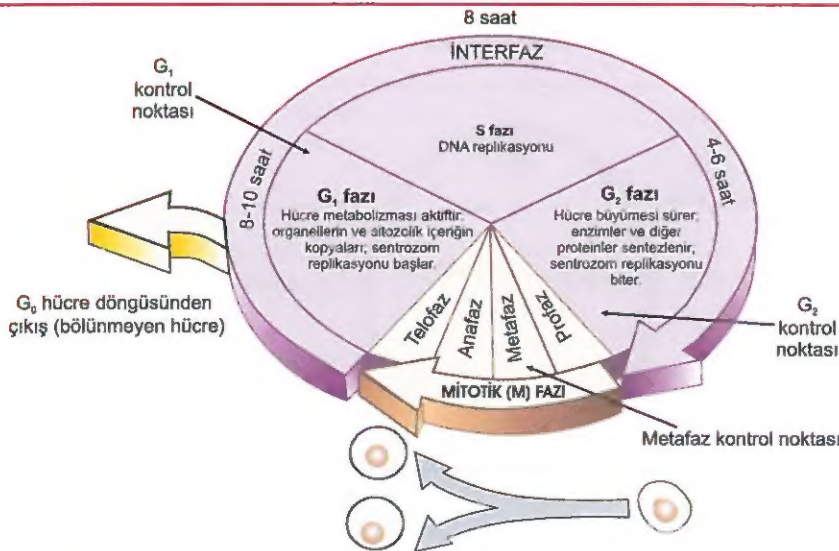 8 saat
İNTERFAZ
G₁
kontrol
noktası
S fazı
DNA replikasyonu
8-10 saat
4-6 saat
G₁ fazı
Hücre metabolizması aktiftir;
organellerin ve sitozolik içeriğin
kopyaları; sentrozom
replikasyonu başlar.
G₂ fazı
Hücre büyümesi sürer;
enzimler ve diğer
proteinler sentezlenir,
sentrozom replikasyonu
biter.
G₀ hücre döngüsünden
çıkış (bölünmeyen hücre)
Telofaz
Anafaz
Metafaz
Profaz
G₂
kontrol
noktası
MİTOTİK (M) FAZI
Metafaz kontrol noktası